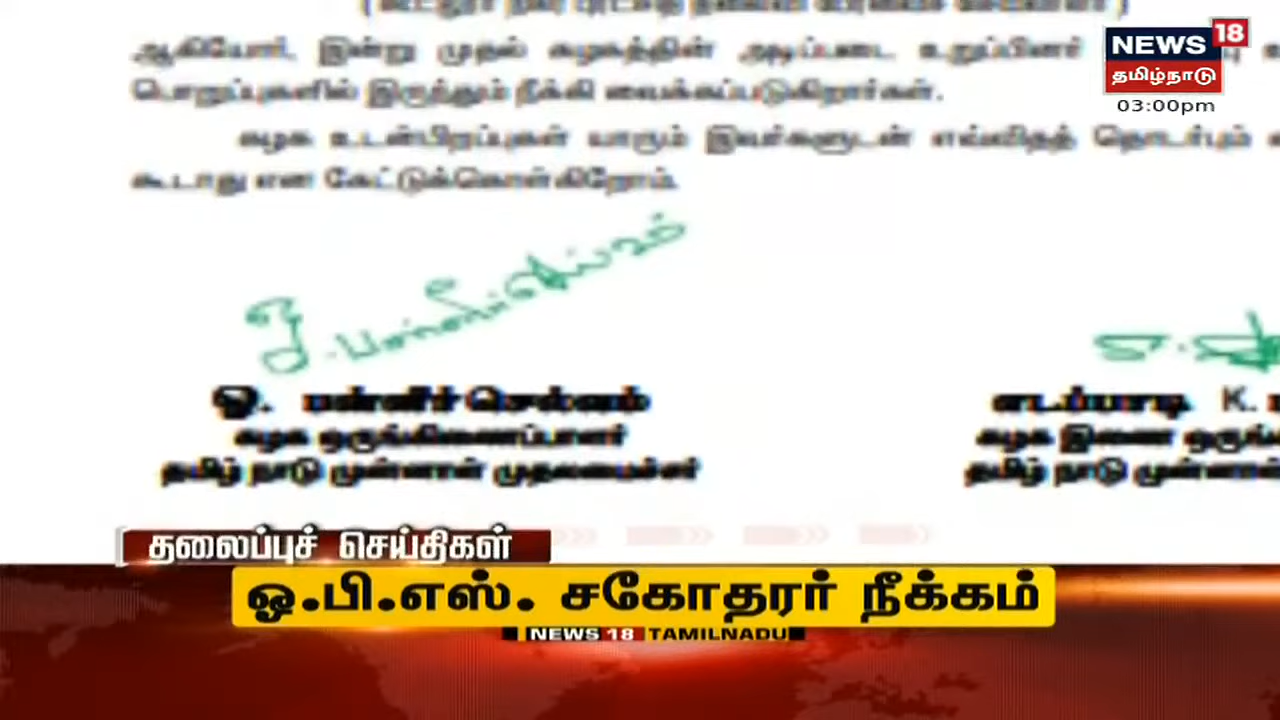 ஆகியோர், இன்று முதல் கழகத்தின் அடிப்படை உறுப்பினர்
பொறுப்புகளில் இருந்தும் நீக்கி வைக்கப்படுகிறார்கள்.
கழக உடன்பிறப்புகள் யாரும் இவர்களுடன் எவ்விதத் தொடர்பும்
கூடாது என கேட்டுக்கொள்கிறோம்.
NEWS 18
தமிழ்நாடு
03:00pm
ஓ. பன்னீர்செல்வம்
ஓ. பன்னீர்செல்வம்
கழக ஒருங்கிணைப்பாளர்
தமிழ் நாடு முன்னாள் முதலமைச்சர்
எடப்பாடி K.
கழக இணை
தமிழ் நாடு முன்னாள்
தலைப்புச் செய்திகள்
ஓ.பி.எஸ். சகோதரர் நீக்கம்
NEWS 18 TAMILNADU